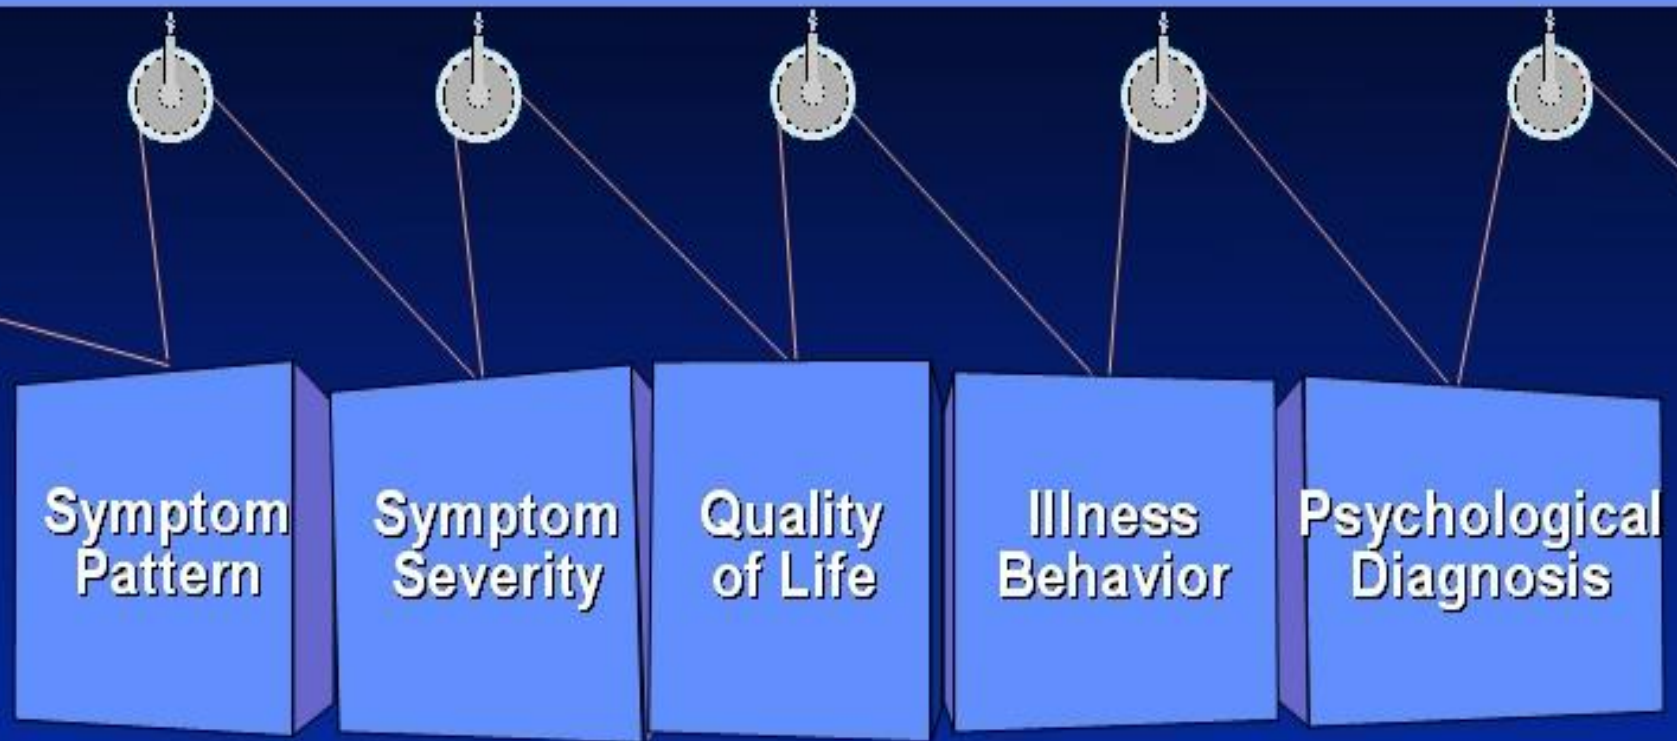 Symptom
Pattern
Symptom
Severity
Quality
of Life
Illness
Behavior
Psychological
Diagnosis